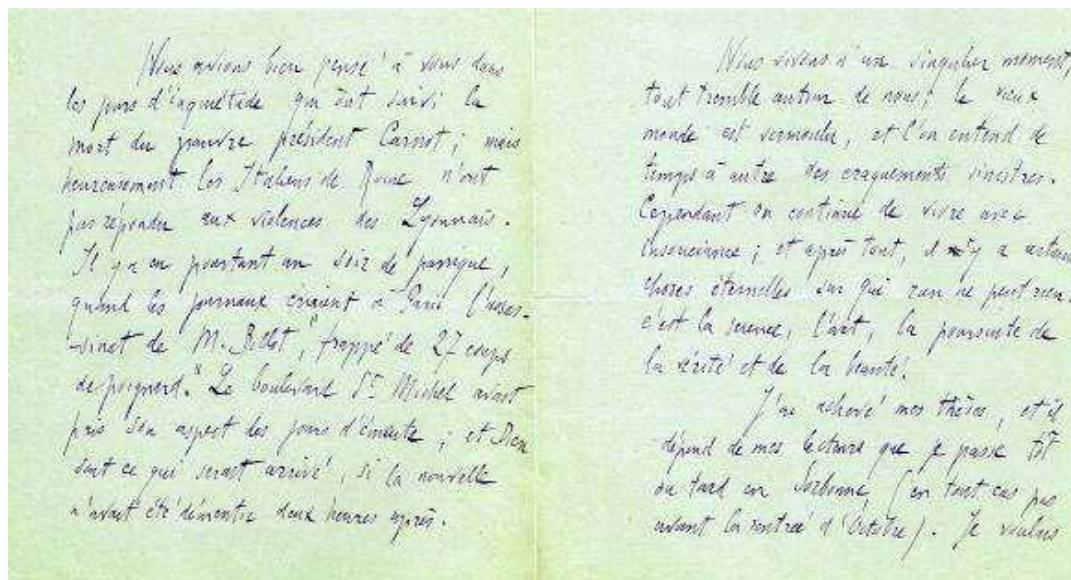 Nous avions bien pensé à vous dans
les jours d'inquiétude qui ont suivi la
mort du pauvre président Carnot ; mais
heureusement les Italiens de Rome n'ont
pas répondu aux violences des Lyonnais.
Il y a eu pourtant un soir de panique,
quand les journaux criaient à Paris l'assas-
-sinat de M. Billot, "frappé de 27 coups
de poignard." Le boulevard St Michel avait
pris son aspect des jours d'émeute ; et Dieu
sait ce qui serait arrivé, si la nouvelle
n'avait été démentie deux heures après.
Nous vivons à un singulier moment,
tout tremble autour de nous ; le vieux
monde est vermoulu, et l'on entend de
temps à autre des craquements sinistres.
Cependant on continue de vivre avec
insouciance ; et après tout, il y a
choses éternelles sur qui rien ne peut rien :
c'est la science, l'art, la poursuite de
la vérité et de la beauté.
J'ai achevé mes thèses, et il
dépend de mes lecteurs que je passe tôt
ou tard en Sorbonne (en tout cas pas
avant la rentrée d'Octobre). Je voulais